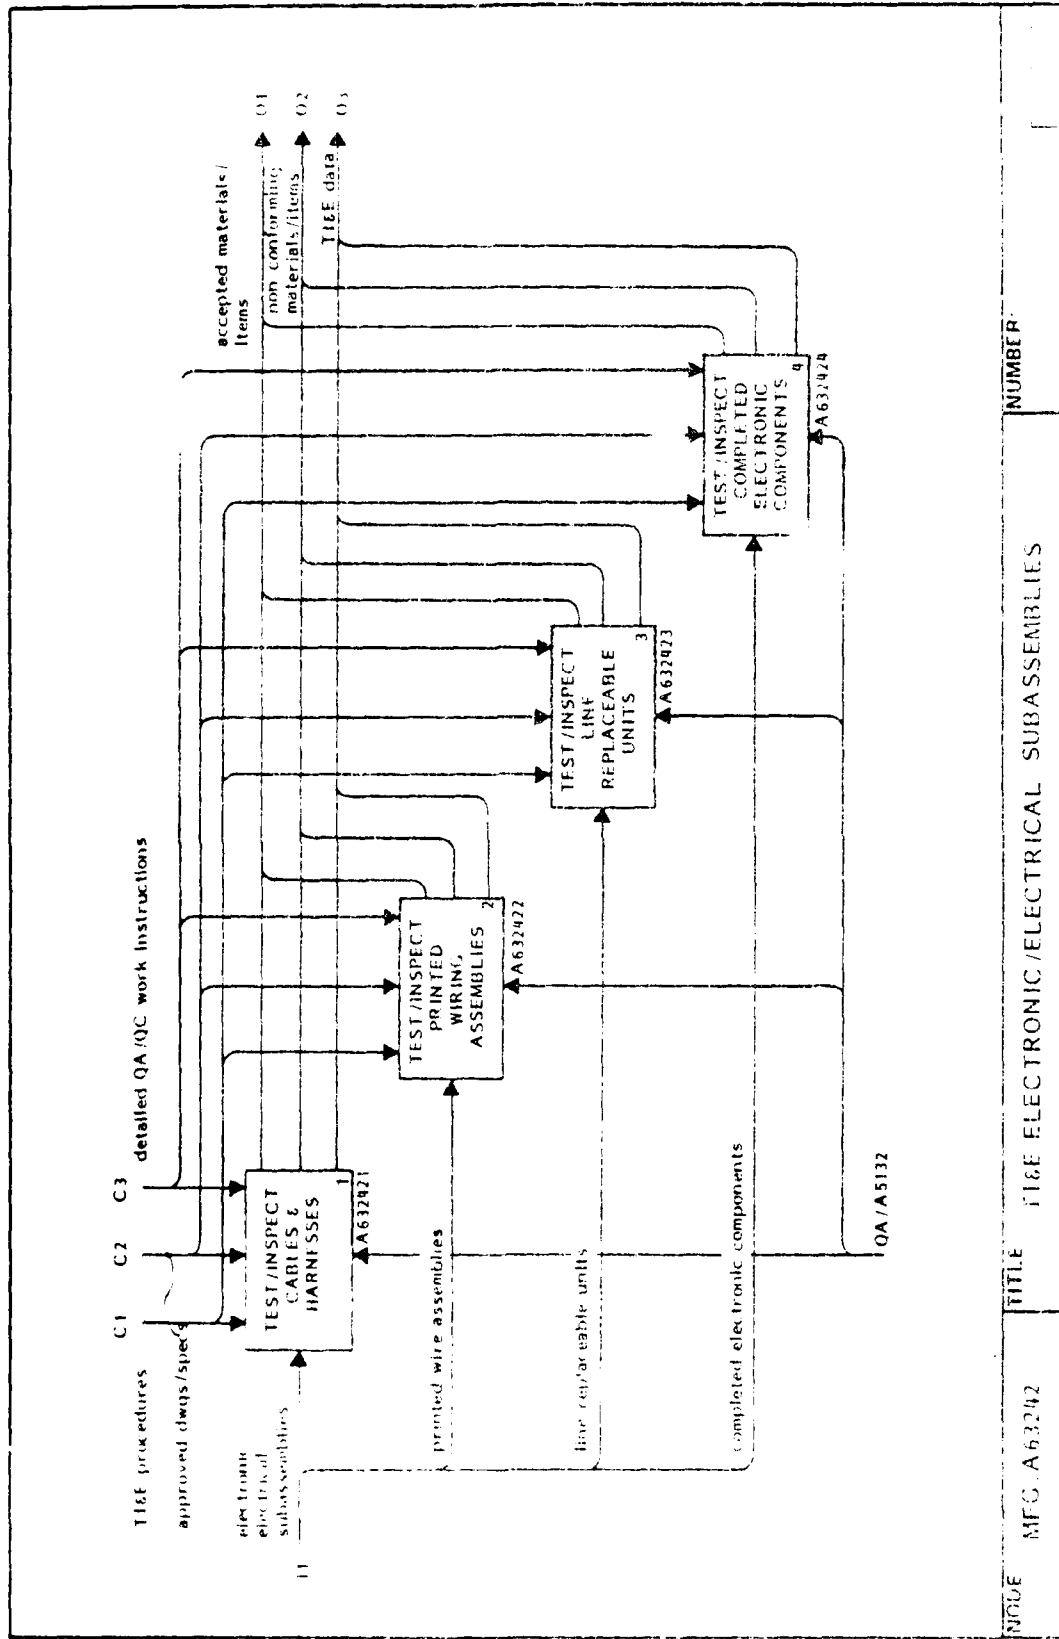 C1
C2
C3
TI&E procedures
approved dwgs/specs
detailed QA/QC work instructions
electronic
electrical
subassemblies
I1
TEST/INSPECT
CABLES &
HARNESSES
1
A632421
printed wire assemblies
TEST/INSPECT
PRINTED
WIRING
ASSEMBLIES
2
A632422
line replaceable units
TEST/INSPECT
LINE
REPLACEABLE
UNITS
3
A632423
completed electronic components
TEST/INSPECT
COMPLETED
ELECTRONIC
COMPONENTS
4
A632424
QA/A5132
accepted materials/
items
non conforming
materials/items
TI&E data
O1
O2
O3
NODE
MFG/A63242
TITLE
TI&E ELECTRONIC/ELECTRICAL SUBASSEMBLIES
NUMBER: